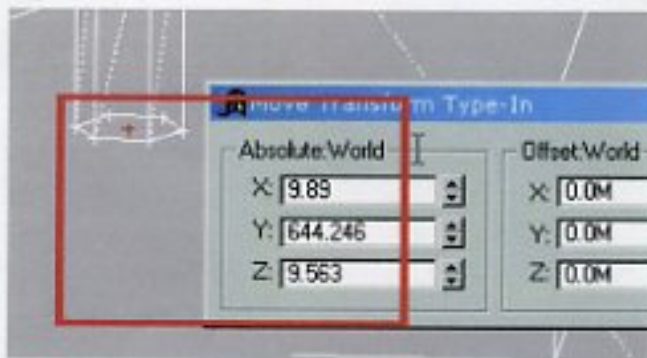 Move Transform Type-In
Absolute:World Offset:World
X: 9.89 X: 0.0M
Y: 644.246 Y: 0.0M
Z: 9.563 Z: 0.0M